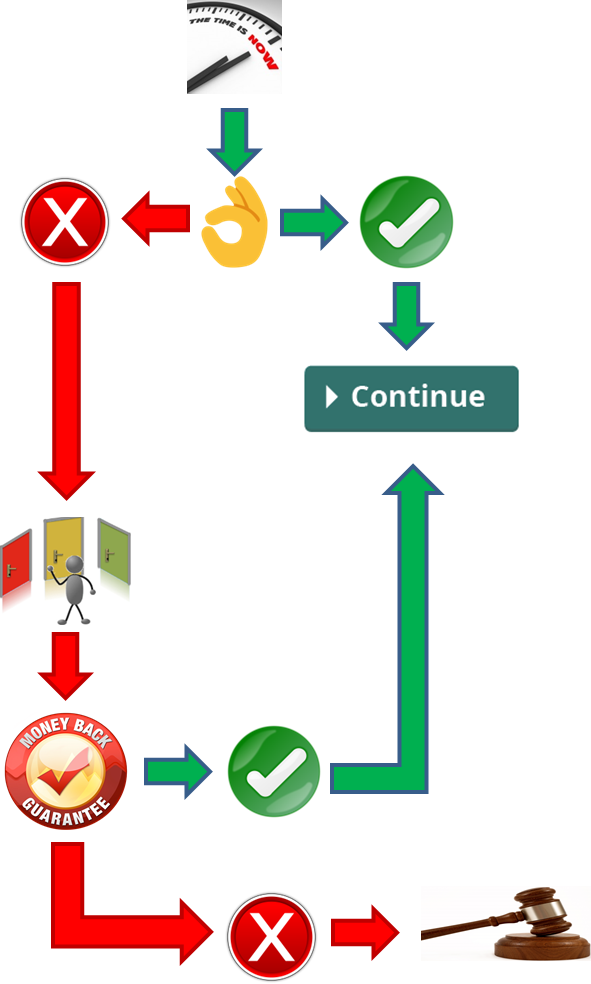 THE TIME IS NOW
X
Continue
MONEY BACK
GUARANTEE
X